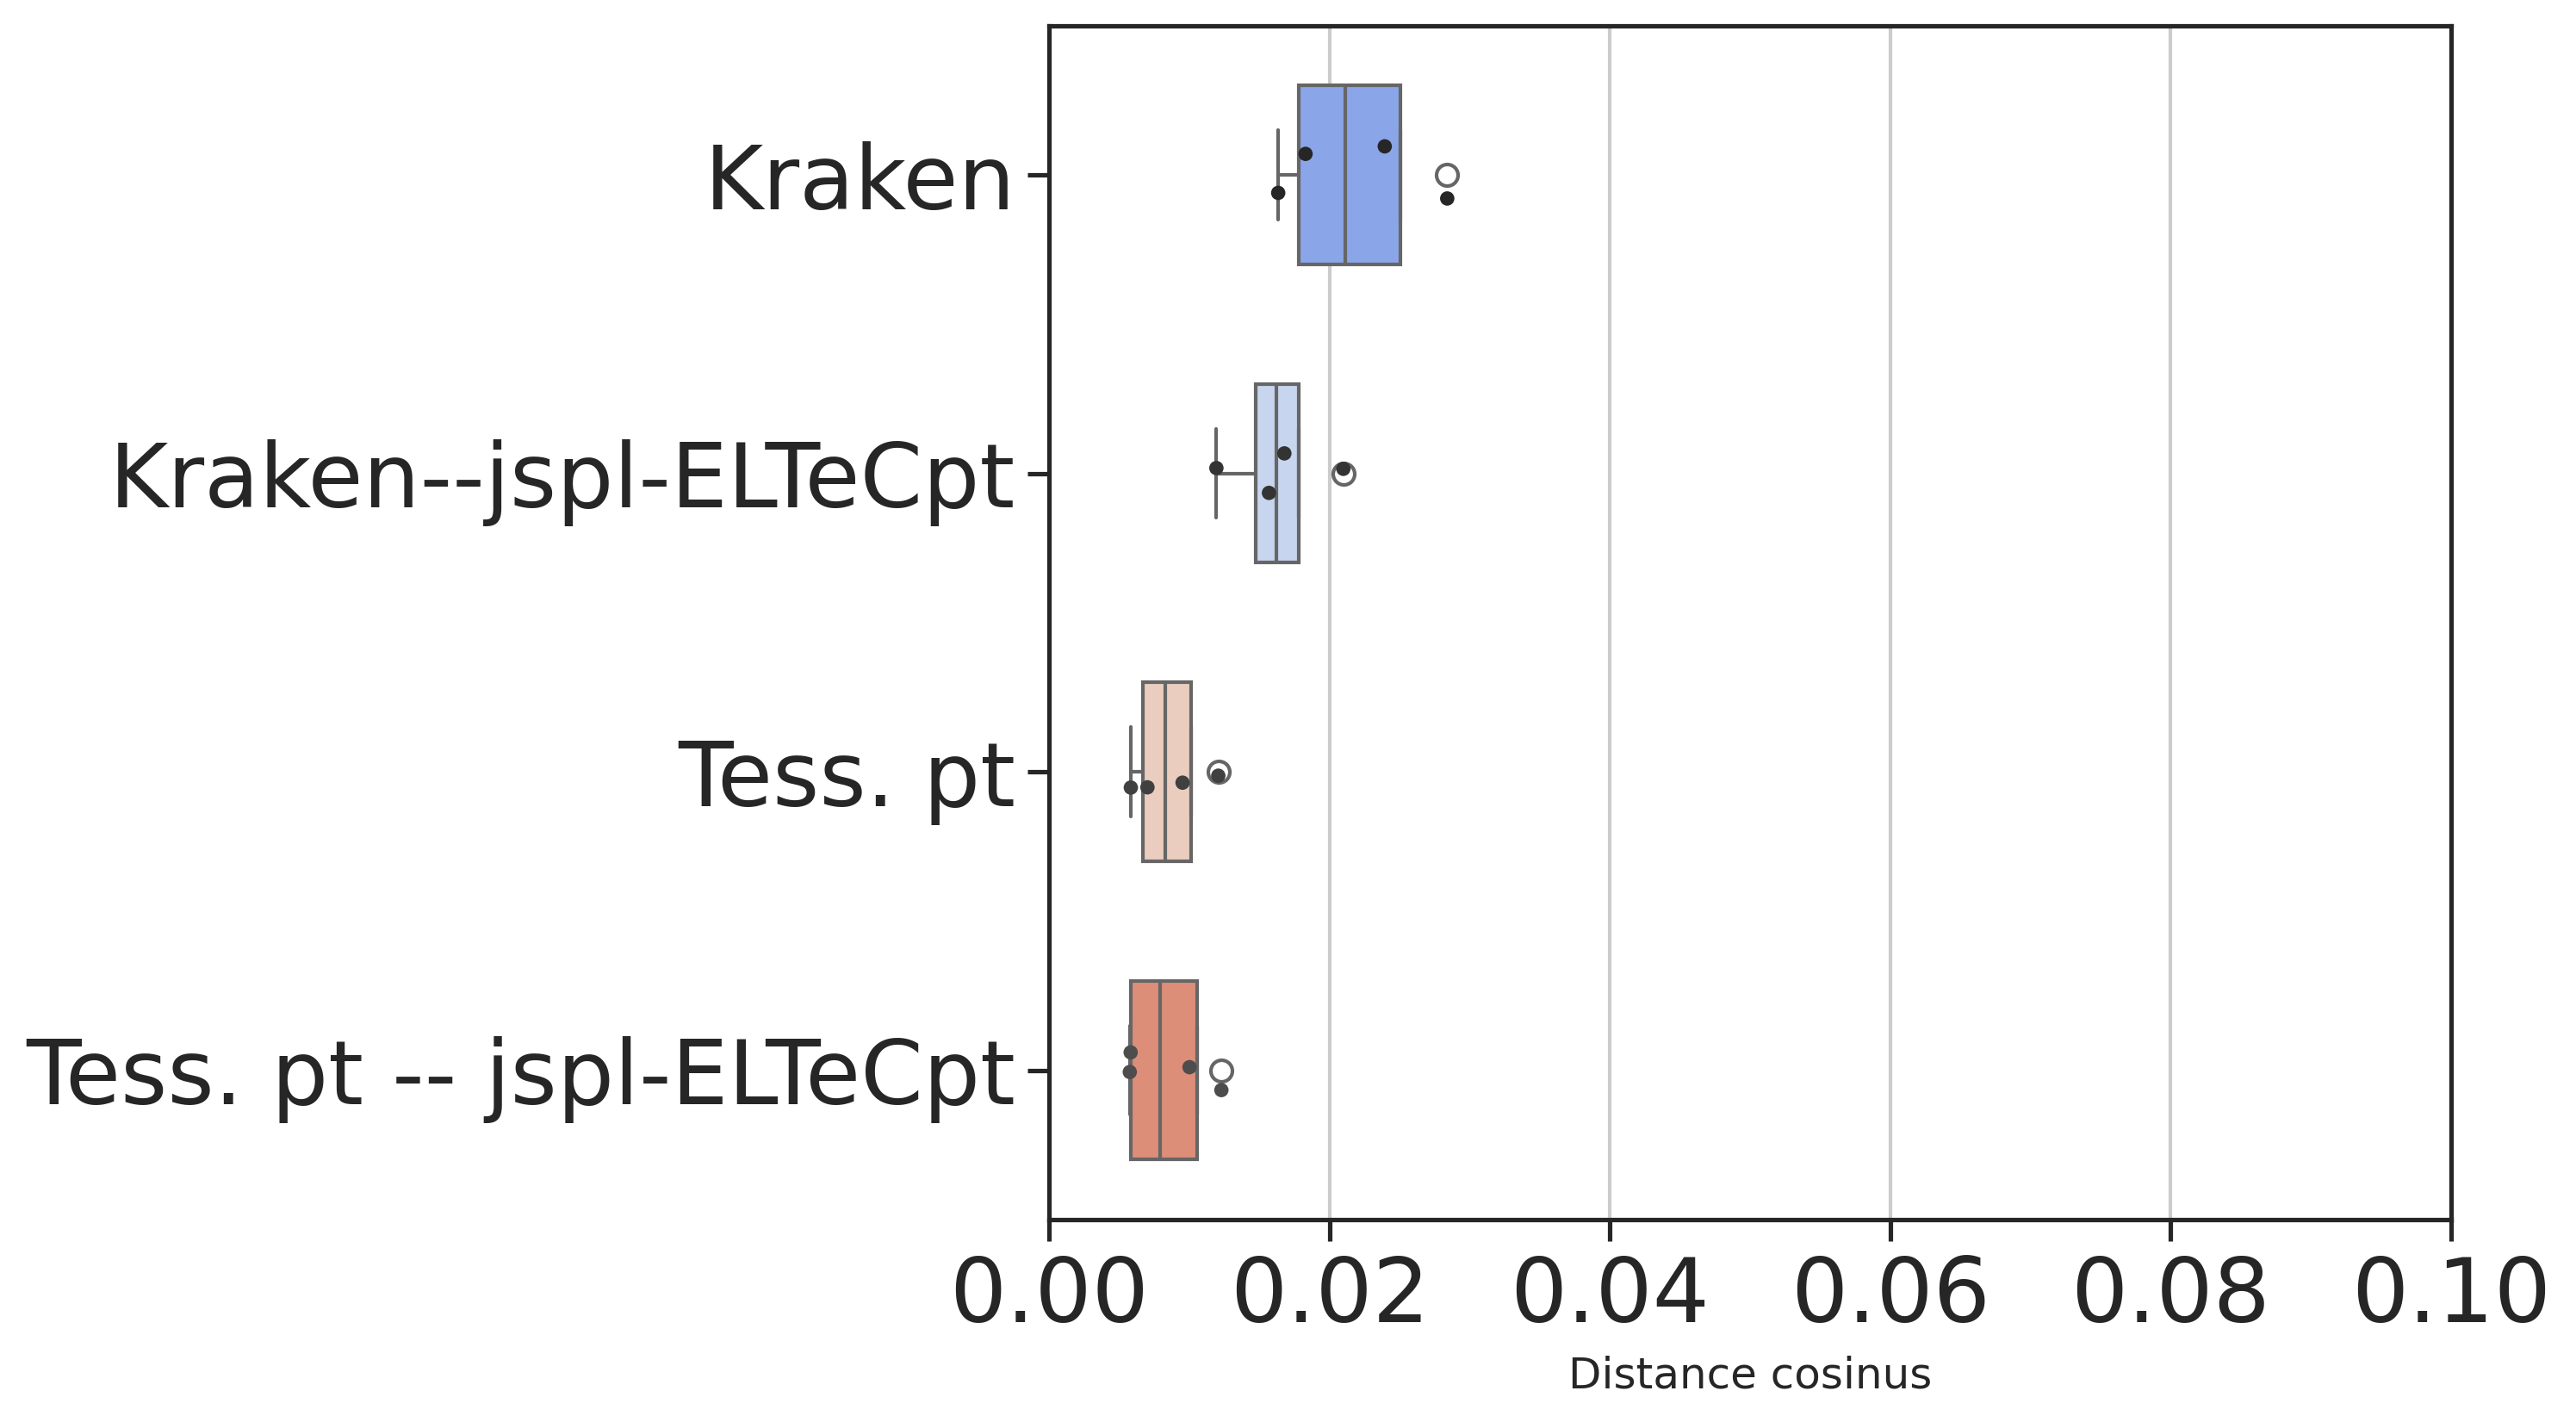 Kraken
Kraken--jspl-ELTeCpt
Tess. pt
Tess. pt -- jspl-ELTeCpt
0.00 0.02 0.04 0.06 0.08 0.10
Distance cosinus